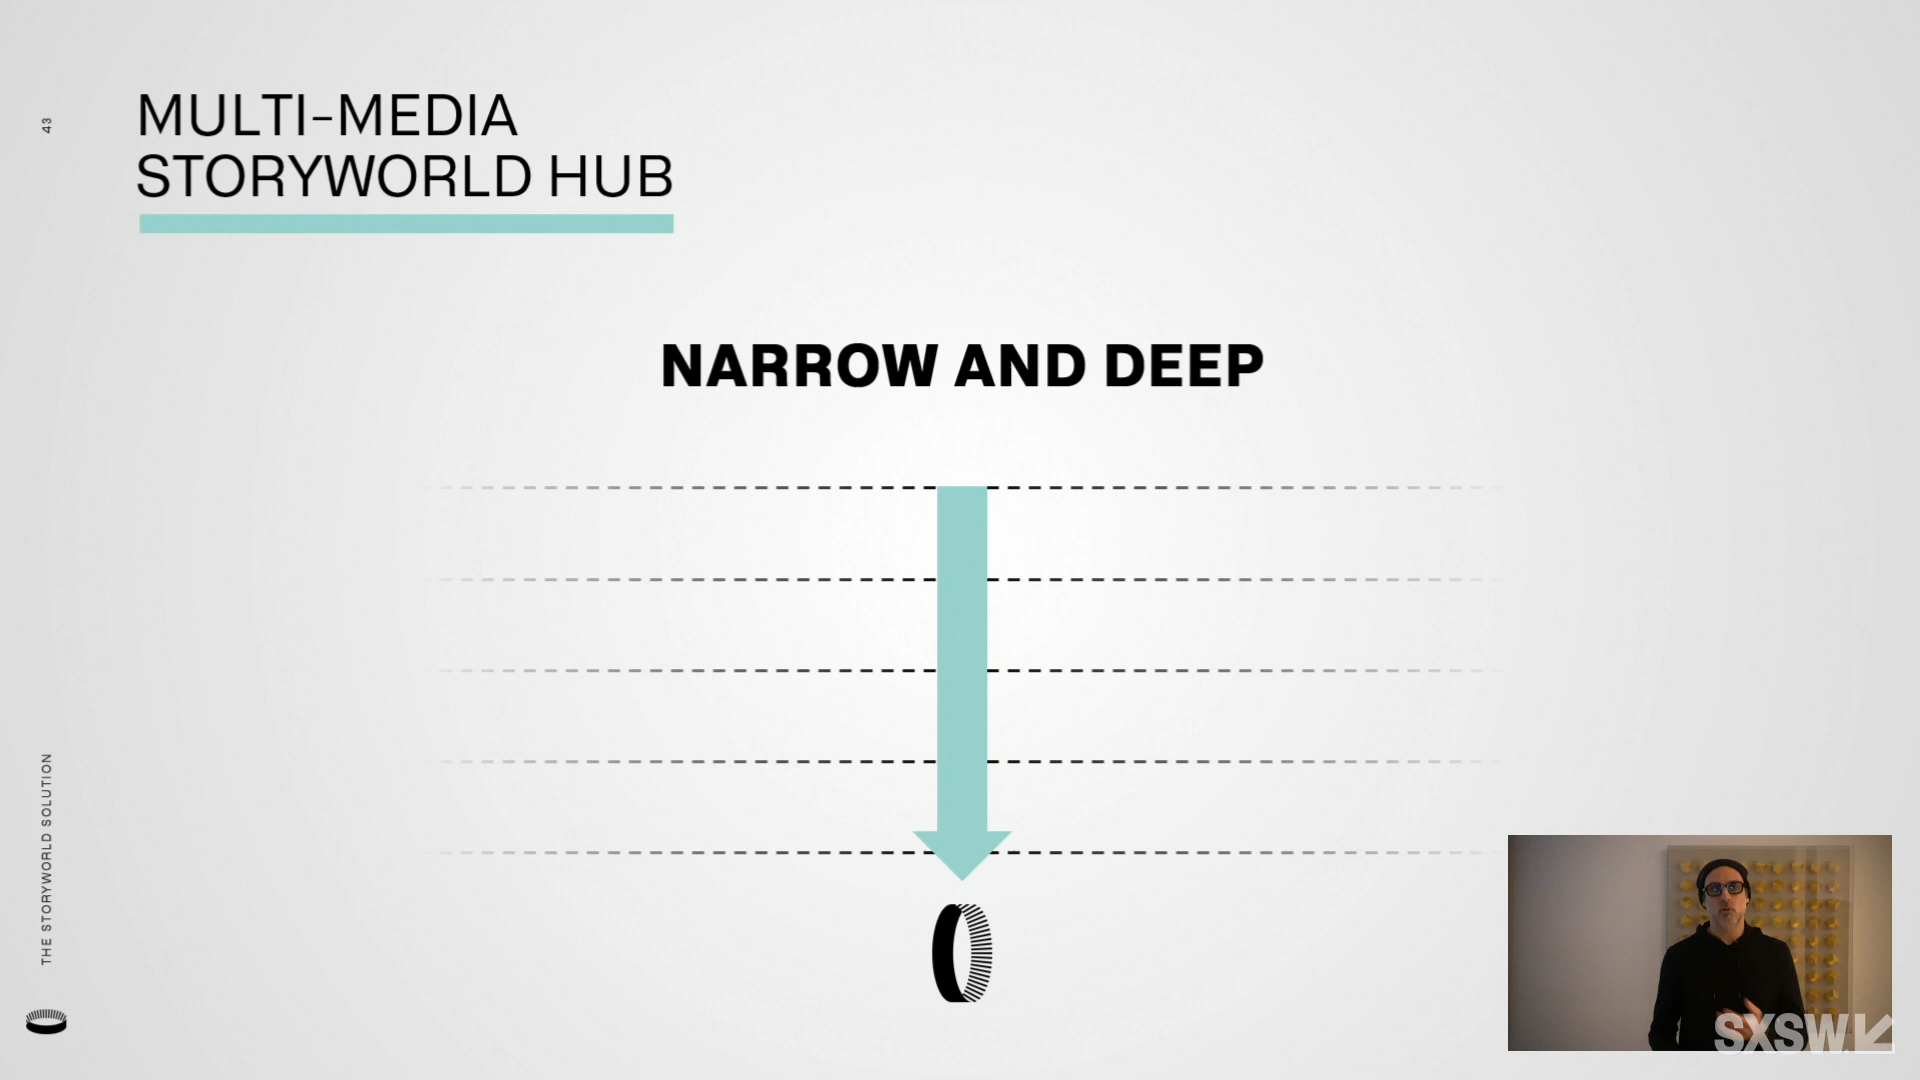 43
MULTI-MEDIA
STORYWORLD HUB
NARROW AND DEEP
THE STORYWORLD SOLUTION
SXSW